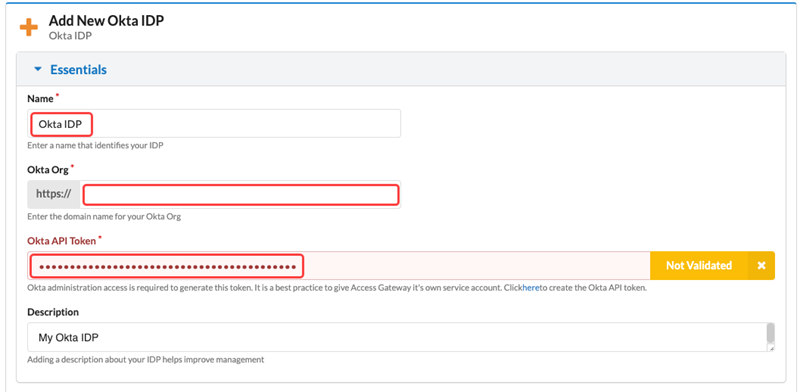 Add New Okta IDP
Okta IDP
Essentials
Name *
Okta IDP
Enter a name that identifies your IDP
Okta Org *
https://
Enter the domain name for your Okta Org
Okta API Token *
••••••••••••••••••••••••••••••••••••••••••
Not Validated ×
Okta administration access is required to generate this token. It is a best practice to give Access Gateway it's own service account. Clickhereto create the Okta API token.
Description
My Okta IDP
Adding a description about your IDP helps improve management